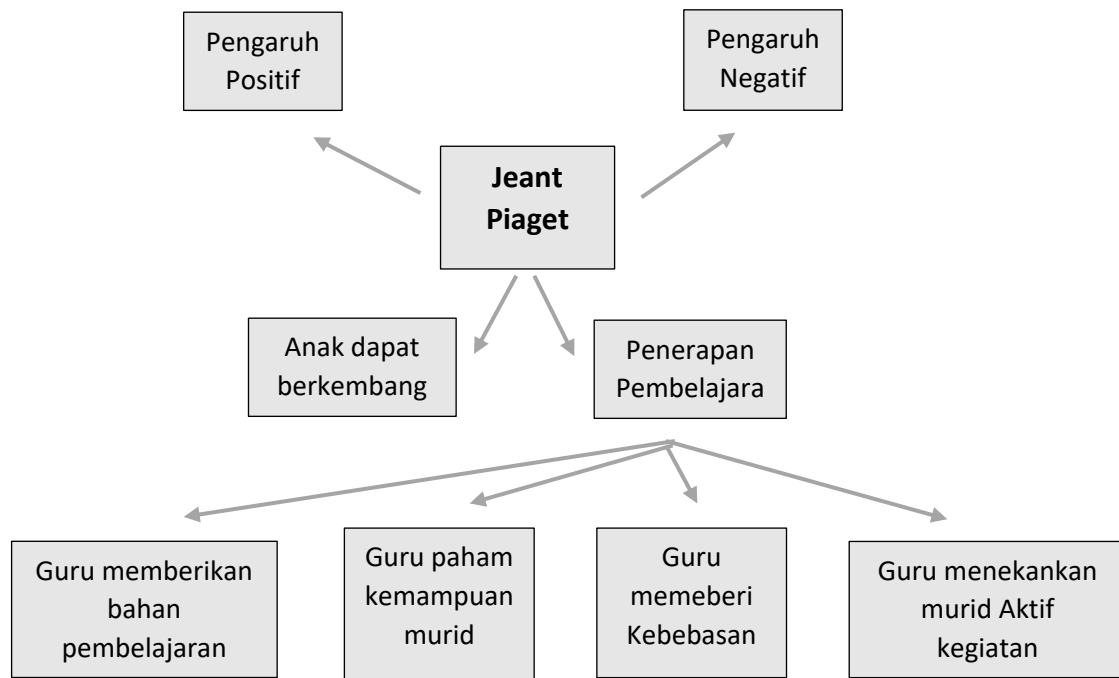 Pengaruh
Positif
Pengaruh
Negatif
Jeant
Piaget
Anak dapat
berkembang
Penerapan
Pembelajara
Guru memberikan
bahan
pembelajaran
Guru paham
kemampuan
murid
Guru
memeberi
Kebebasan
Guru menekankan
murid Aktif
kegiatan